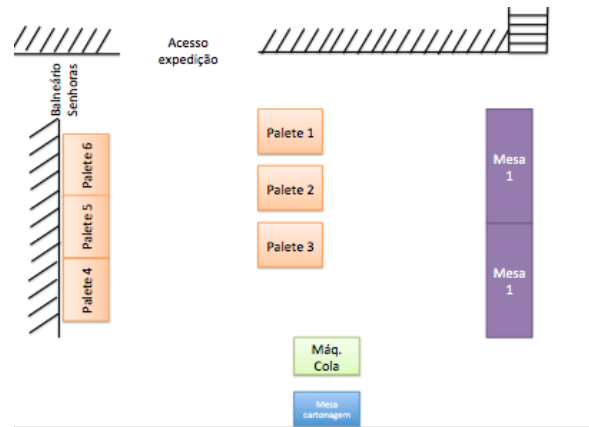 Acesso
expedição
Balneário
Senhoras
Palete 6
Palete 5
Palete 4
Palete 1
Palete 2
Palete 3
Mesa
1
Mesa
1
Máq.
Cola
Mesa
cartonagem